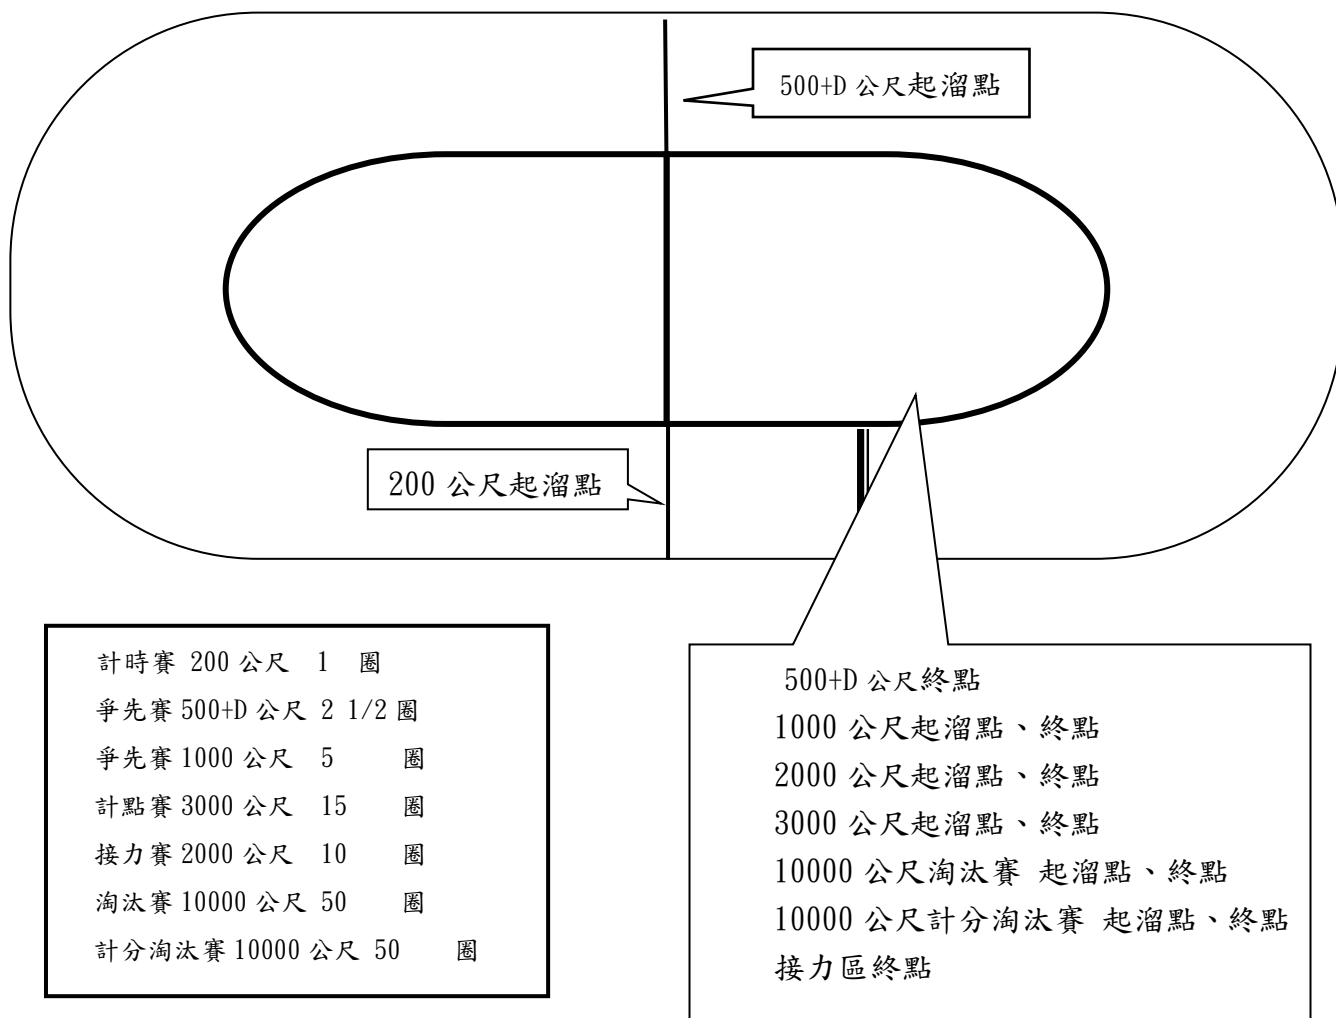 500+D 公尺起溜點
200 公尺起溜點
計時賽 200 公尺 1 圈
爭先賽 500+D 公尺 2 1/2 圈
爭先賽 1000 公尺 5 圈
計點賽 3000 公尺 15 圈
接力賽 2000 公尺 10 圈
淘汰賽 10000 公尺 50 圈
計分淘汰賽 10000 公尺 50 圈
500+D 公尺終點
1000 公尺起溜點、終點
2000 公尺起溜點、終點
3000 公尺起溜點、終點
10000 公尺淘汰賽 起溜點、終點
10000 公尺計分淘汰賽 起溜點、終點
接力區終點